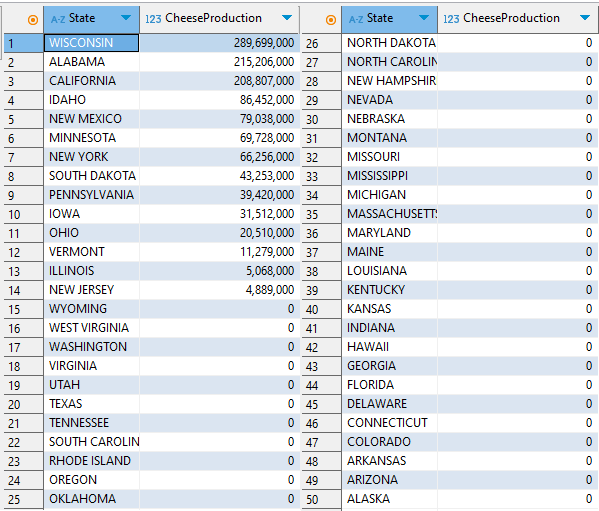 A-Z State 123 CheeseProduction
1 WISCONSIN 289,699,000
2 ALABAMA 215,206,000
3 CALIFORNIA 208,807,000
4 IDAHO 86,452,000
5 NEW MEXICO 79,038,000
6 MINNESOTA 69,728,000
7 NEW YORK 66,256,000
8 SOUTH DAKOTA 43,253,000
9 PENNSYLVANIA 39,420,000
10 IOWA 31,512,000
11 OHIO 20,510,000
12 VERMONT 11,279,000
13 ILLINOIS 5,068,000
14 NEW JERSEY 4,889,000
15 WYOMING 0
16 WEST VIRGINIA 0
17 WASHINGTON 0
18 VIRGINIA 0
19 UTAH 0
20 TEXAS 0
21 TENNESSEE 0
22 SOUTH CAROLIN 0
23 RHODE ISLAND 0
24 OREGON 0
25 OKLAHOMA 0
A-Z State 123 CheeseProduction
26 NORTH DAKOTA 0
27 NORTH CAROLIN 0
28 NEW HAMPSHIR 0
29 NEVADA 0
30 NEBRASKA 0
31 MONTANA 0
32 MISSOURI 0
33 MISSISSIPPI 0
34 MICHIGAN 0
35 MASSACHUSETT 0
36 MARYLAND 0
37 MAINE 0
38 LOUISIANA 0
39 KENTUCKY 0
40 KANSAS 0
41 INDIANA 0
42 HAWAII 0
43 GEORGIA 0
44 FLORIDA 0
45 DELAWARE 0
46 CONNECTICUT 0
47 COLORADO 0
48 ARKANSAS 0
49 ARIZONA 0
50 ALASKA 0